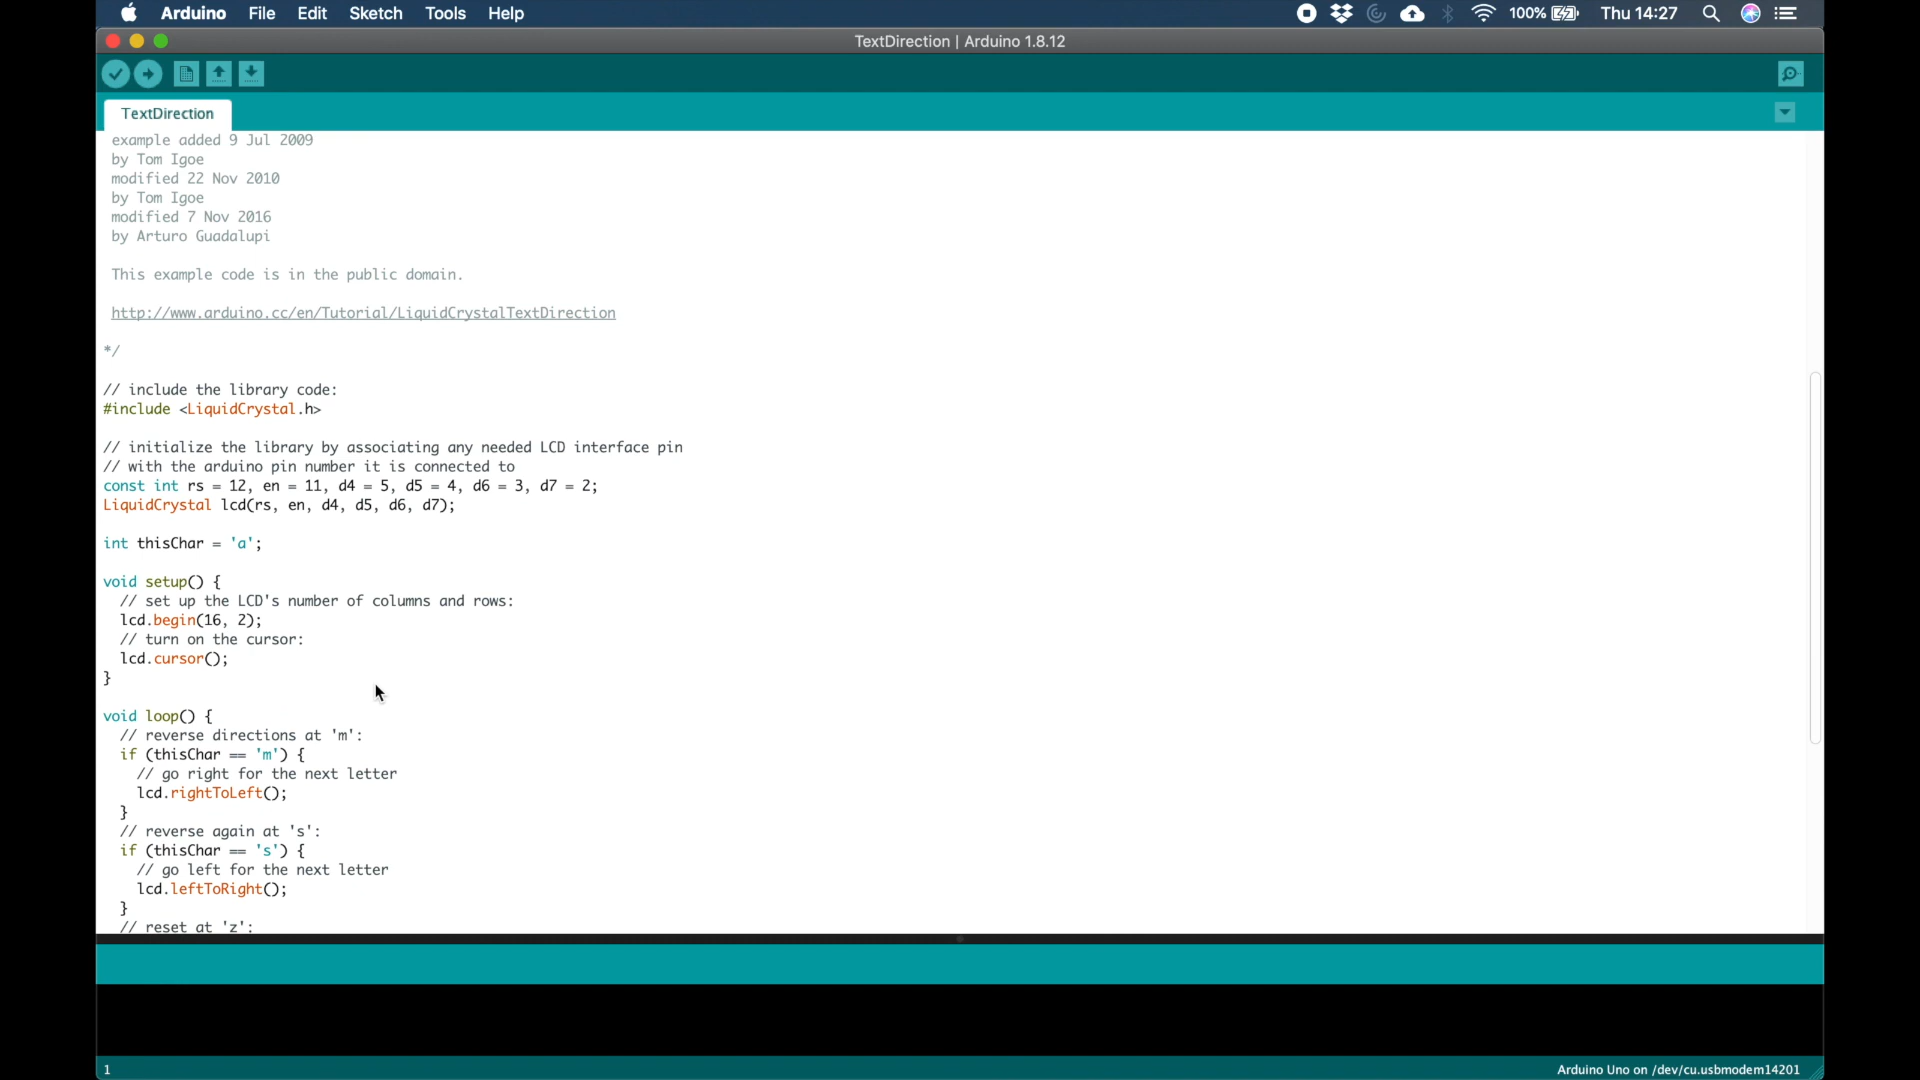 Arduino File Edit Sketch Tools Help 100% Thu 14:27
TextDirection | Arduino 1.8.12
TextDirection
example added 9 Jul 2009
by Tom Igoe
modified 22 Nov 2010
by Tom Igoe
modified 7 Nov 2016
by Arturo Guadalupi
This example code is in the public domain.
http://www.arduino.cc/en/Tutorial/LiquidCrystalTextDirection
*/
// include the library code:
#include <LiquidCrystal.h>
// initialize the library by associating any needed LCD interface pin
// with the arduino pin number it is connected to
const int rs = 12, en = 11, d4 = 5, d5 = 4, d6 = 3, d7 = 2;
LiquidCrystal lcd(rs, en, d4, d5, d6, d7);
int thisChar = 'a';
void setup() {
// set up the LCD's number of columns and rows:
lcd.begin(16, 2);
// turn on the cursor:
lcd.cursor();
}
void loop() {
// reverse directions at 'm':
if (thisChar == 'm') {
// go right for the next letter
lcd.rightToLeft();
}
// reverse again at 's':
if (thisChar == 's') {
// go left for the next letter
lcd.leftToRight();
}
// reset at 'z':
1 Arduino Uno on /dev/cu.usbmodem14201